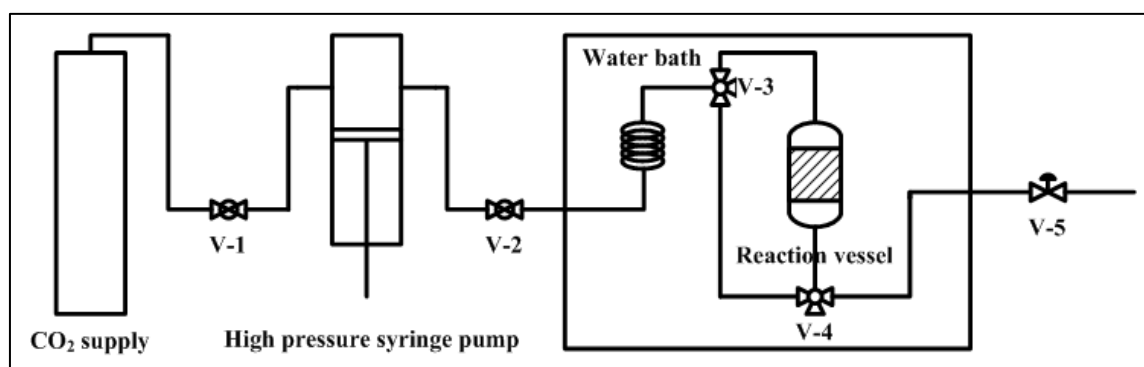 Water bath
V-3
V-1
V-2
Reaction vessel
V-5
V-4
CO₂ supply
High pressure syringe pump